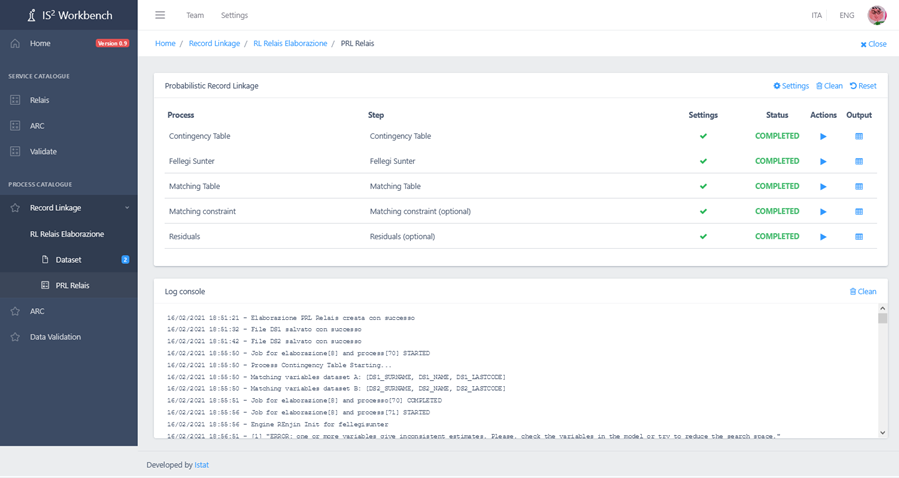 IS² Workbench
Team Settings ITA ENG
Home Version 0.9
Home / Record Linkage / RL Relais Elaborazione / PRL Relais Close
SERVICE CATALOGUE
Relais
ARC
Validate
PROCESS CATALOGUE
Record Linkage
RL Relais Elaborazione
Dataset 2
PRL Relais
ARC
Data Validation
Probabilistic Record Linkage Settings Clean Reset
Process Step Settings Status Actions Output
Contingency Table Contingency Table COMPLETED
Fellegi Sunter Fellegi Sunter COMPLETED
Matching Table Matching Table COMPLETED
Matching constraint Matching constraint (optional) COMPLETED
Residuals Residuals (optional) COMPLETED
Log console Clean
16/02/2021 18:51:21 - Elaborazione PRL Relais creata con successo
16/02/2021 18:51:32 - File DS1 salvato con successo
16/02/2021 18:51:42 - File DS2 salvato con successo
16/02/2021 18:55:50 - Job for elaborazione[8] and process[70] STARTED
16/02/2021 18:55:50 - Process Contingency Table Starting...
16/02/2021 18:55:50 - Matching variables dataset A: [DS1_SURNAME, DS1_NAME, DS1_LASTCODE]
16/02/2021 18:55:50 - Matching variables dataset B: [DS2_SURNAME, DS2_NAME, DS2_LASTCODE]
16/02/2021 18:55:51 - Job for elaborazione[8] and processo[70] COMPLETED
16/02/2021 18:55:56 - Job for elaborazione[8] and process[71] STARTED
16/02/2021 18:55:56 - Engine REnjin Init for fellegisunter
16/02/2021 18:56:51 - [1] "ERROR: one or more variables give inconsistent estimates. Please, check the variables in the model or try to reduce the search space."
Developed by Istat